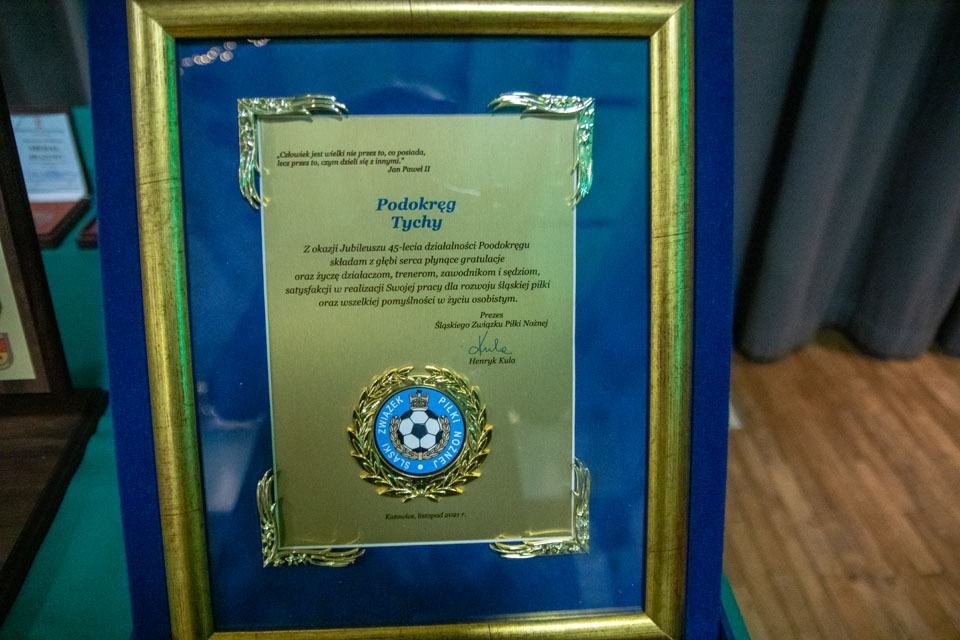 „Człowiek jest wielki nie przez to, co posiada,
lecz przez to, czym dzieli się z innymi."
Jan Paweł II
Podokręg
Tychy
Z okazji Jubileuszu 45-lecia działalności Poodokręgu
składam z głębi serca płynące gratulacje
oraz życzę działaczom, trenerom, zawodnikom i sędziom,
satysfakcji w realizacji Swojej pracy dla rozwoju śląskiej piłki
oraz wszelkiej pomyślności w życiu osobistym.
Prezes
Śląskiego Związku Piłki Nożnej
Kula
Henryk Kula
ŚLĄSKI ZWIĄZEK PIŁKI NOŻNEJ
Katowice, listopad 2021 r.